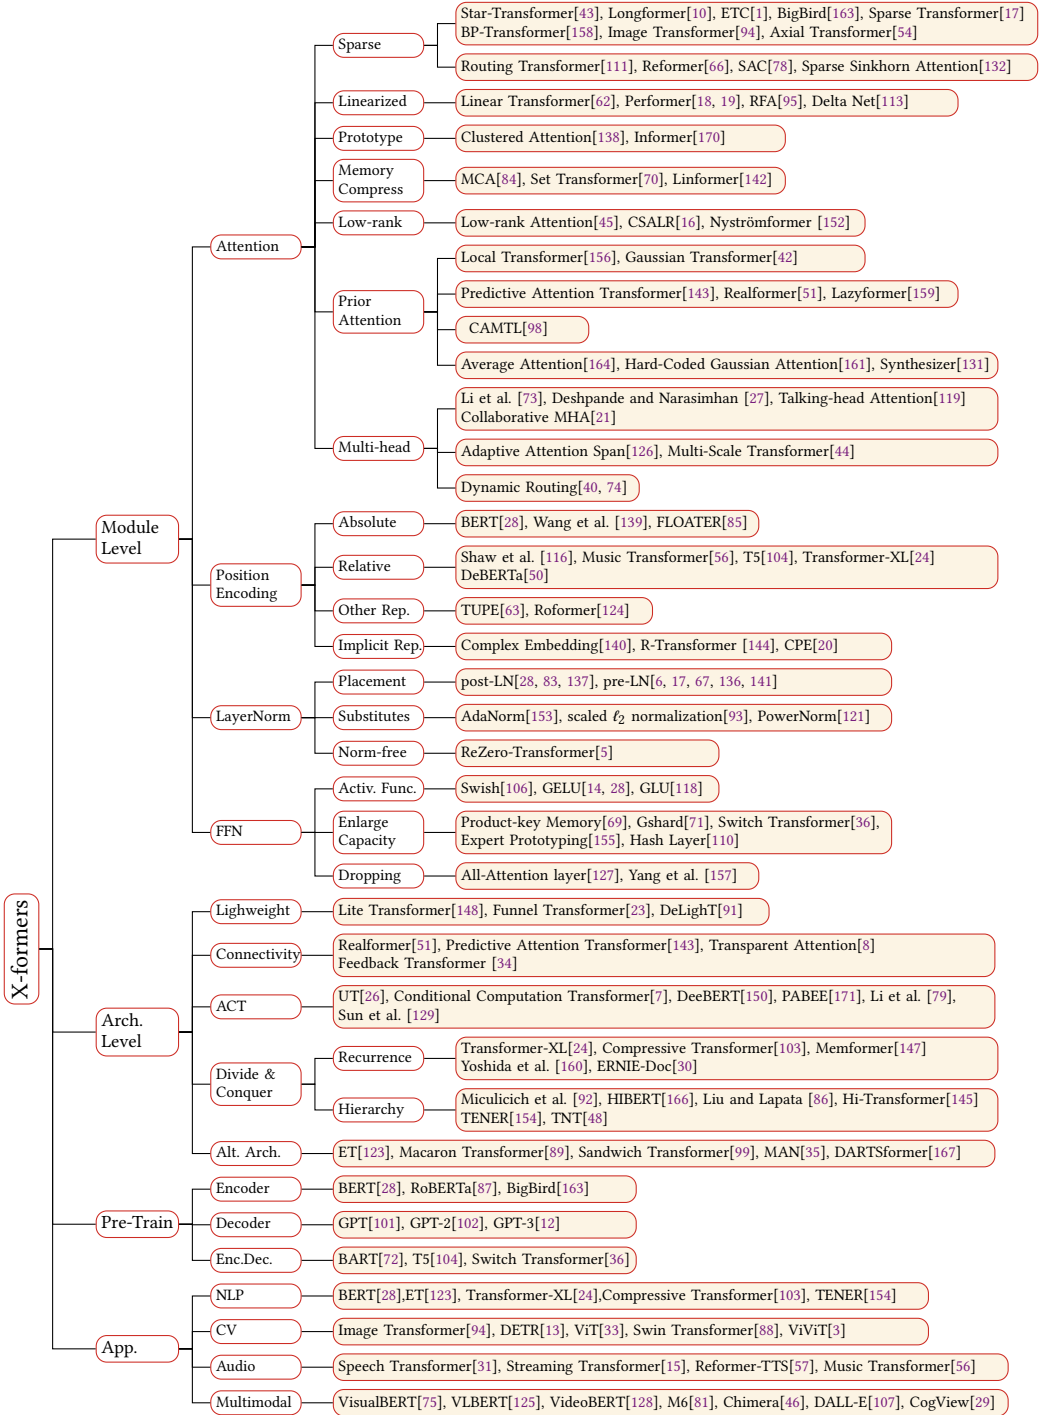 X-formers
Module
Level
Attention
Sparse
Star-Transformer[43], Longformer[10], ETC[1], BigBird[163], Sparse Transformer[17]
BP-Transformer[158], Image Transformer[94], Axial Transformer[54]
Routing Transformer[111], Reformer[66], SAC[78], Sparse Sinkhorn Attention[132]
Linearized
Linear Transformer[62], Performer[18, 19], RFA[95], Delta Net[113]
Prototype
Clustered Attention[138], Informer[170]
Memory
Compress
MCA[84], Set Transformer[70], Linformer[142]
Low-rank
Low-rank Attention[45], CSALR[16], Nyströmformer [152]
Prior
Attention
Local Transformer[156], Gaussian Transformer[42]
Predictive Attention Transformer[143], Realformer[51], Lazyformer[159]
CAMTL[98]
Average Attention[164], Hard-Coded Gaussian Attention[161], Synthesizer[131]
Multi-head
Li et al. [73], Deshpande and Narasimhan [27], Talking-head Attention[119]
Collaborative MHA[21]
Adaptive Attention Span[126], Multi-Scale Transformer[44]
Dynamic Routing[40, 74]
Position
Encoding
Absolute
BERT[28], Wang et al. [139], FLOATER[85]
Relative
Shaw et al. [116], Music Transformer[56], T5[104], Transformer-XL[24]
DeBERTa[50]
Other Rep.
TUPE[63], Roformer[124]
Implicit Rep.
Complex Embedding[140], R-Transformer [144], CPE[20]
LayerNorm
Placement
post-LN[28, 83, 137], pre-LN[6, 17, 67, 136, 141]
Substitutes
AdaNorm[153], scaled ℓ2 normalization[93], PowerNorm[121]
Norm-free
ReZero-Transformer[5]
FFN
Activ. Func.
Swish[106], GELU[14, 28], GLU[118]
Enlarge
Capacity
Product-key Memory[69], Gshard[71], Switch Transformer[36],
Expert Prototyping[155], Hash Layer[110]
Dropping
All-Attention layer[127], Yang et al. [157]
Arch.
Level
Lighweight
Lite Transformer[148], Funnel Transformer[23], DeLighT[91]
Connectivity
Realformer[51], Predictive Attention Transformer[143], Transparent Attention[8]
Feedback Transformer [34]
ACT
UT[26], Conditional Computation Transformer[7], DeeBERT[150], PABEE[171], Li et al. [79],
Sun et al. [129]
Divide &
Conquer
Recurrence
Transformer-XL[24], Compressive Transformer[103], Memformer[147]
Yoshida et al. [160], ERNIE-Doc[30]
Hierarchy
Miculicich et al. [92], HIBERT[166], Liu and Lapata [86], Hi-Transformer[145]
TENER[154], TNT[48]
Alt. Arch.
ET[123], Macaron Transformer[89], Sandwich Transformer[99], MAN[35], DARTSformer[167]
Pre-Train
Encoder
BERT[28], RoBERTa[87], BigBird[163]
Decoder
GPT[101], GPT-2[102], GPT-3[12]
Enc.Dec.
BART[72], T5[104], Switch Transformer[36]
App.
NLP
BERT[28],ET[123], Transformer-XL[24],Compressive Transformer[103], TENER[154]
CV
Image Transformer[94], DETR[13], ViT[33], Swin Transformer[88], ViViT[3]
Audio
Speech Transformer[31], Streaming Transformer[15], Reformer-TTS[57], Music Transformer[56]
Multimodal
VisualBERT[75], VLBERT[125], VideoBERT[128], M6[81], Chimera[46], DALL-E[107], CogView[29]